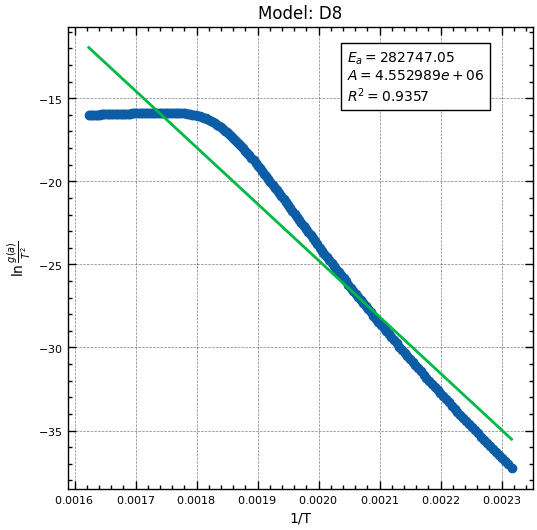 Model: D8
E_a = 282747.05
A = 4.552989e + 06
R² = 0.9357
−15
−20
−25
−30
−35
ln g(a)/T²
0.0016 0.0017 0.0018 0.0019 0.0020 0.0021 0.0022 0.0023
1/T